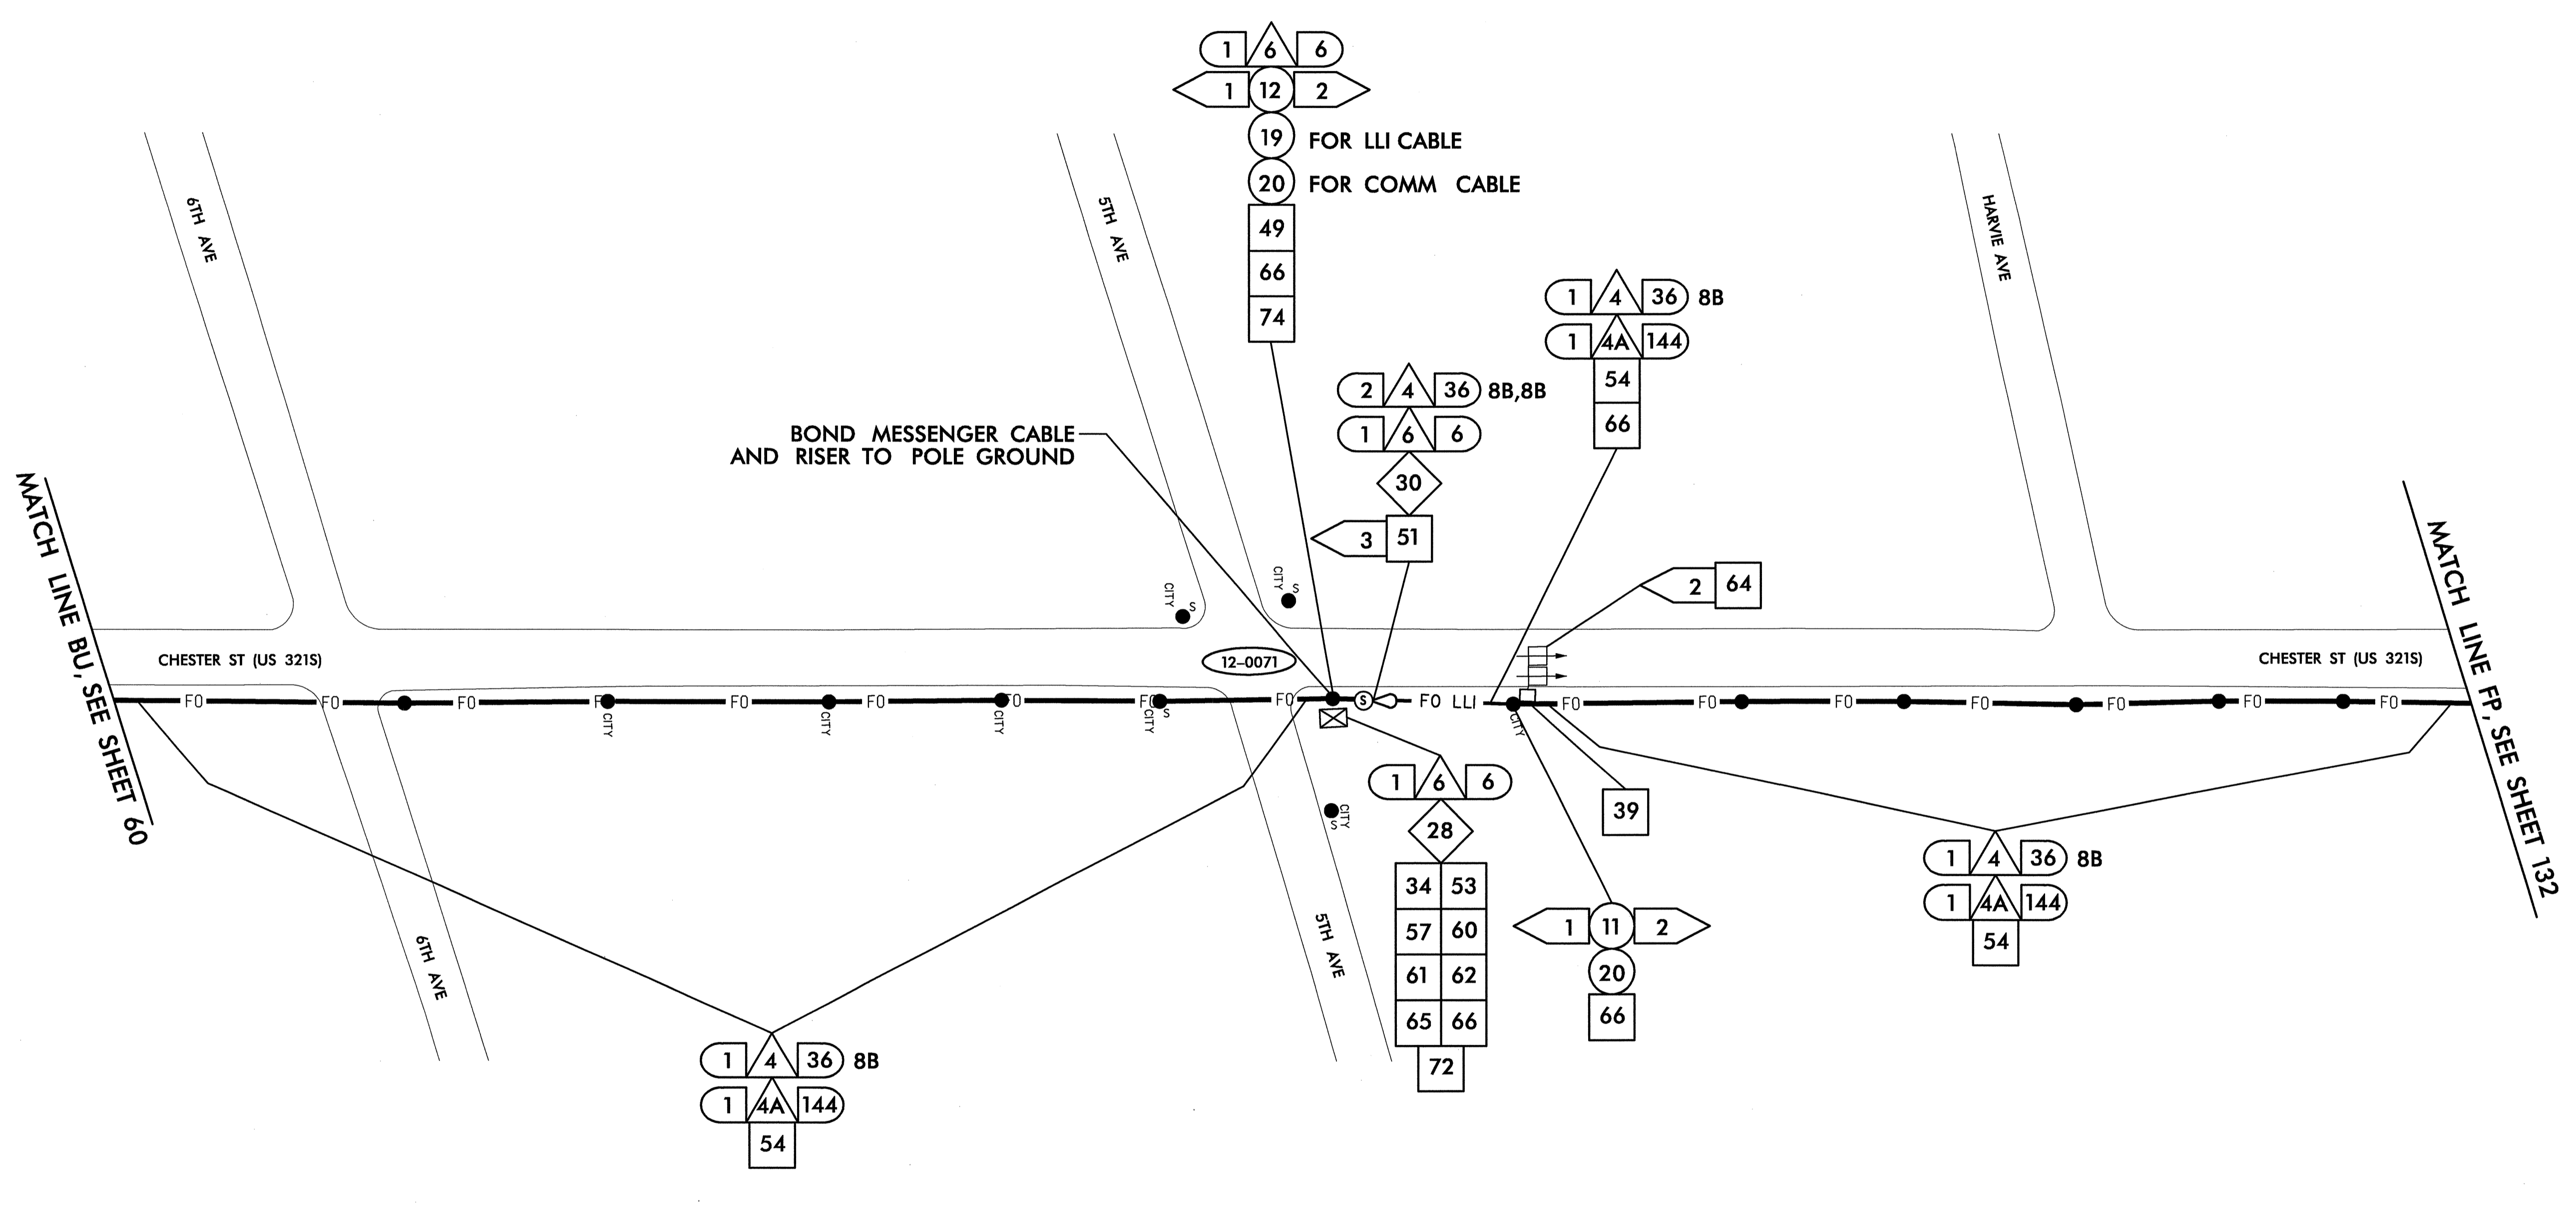 1 6 6
1 12 2
19 FOR LLI CABLE
20 FOR COMM CABLE
49
66
74
6TH AVE
5TH AVE
HARVIE AVE
1 4 36 8B
1 4A 144
54
66
2 4 36 8B,8B
1 6 6
30
3 51
BOND MESSENGER CABLE
AND RISER TO POLE GROUND
2 64
CITY S
CITY S
MATCH LINE BU, SEE SHEET 60
MATCH LINE FP, SEE SHEET 132
CHESTER ST (US 321S)
12-0071
CHESTER ST (US 321S)
FO FO FO FO FO FO FO FO FO S FO LLI FO FO FO FO FO FO FO
CITY CITY CITY CITY S CITY
1 6 6
28
34 53
57 60
61 62
65 66
72
39
CITY S
1 11 2
20
66
1 4 36 8B
1 4A 144
54
6TH AVE
5TH AVE
1 4 36 8B
1 4A 144
54